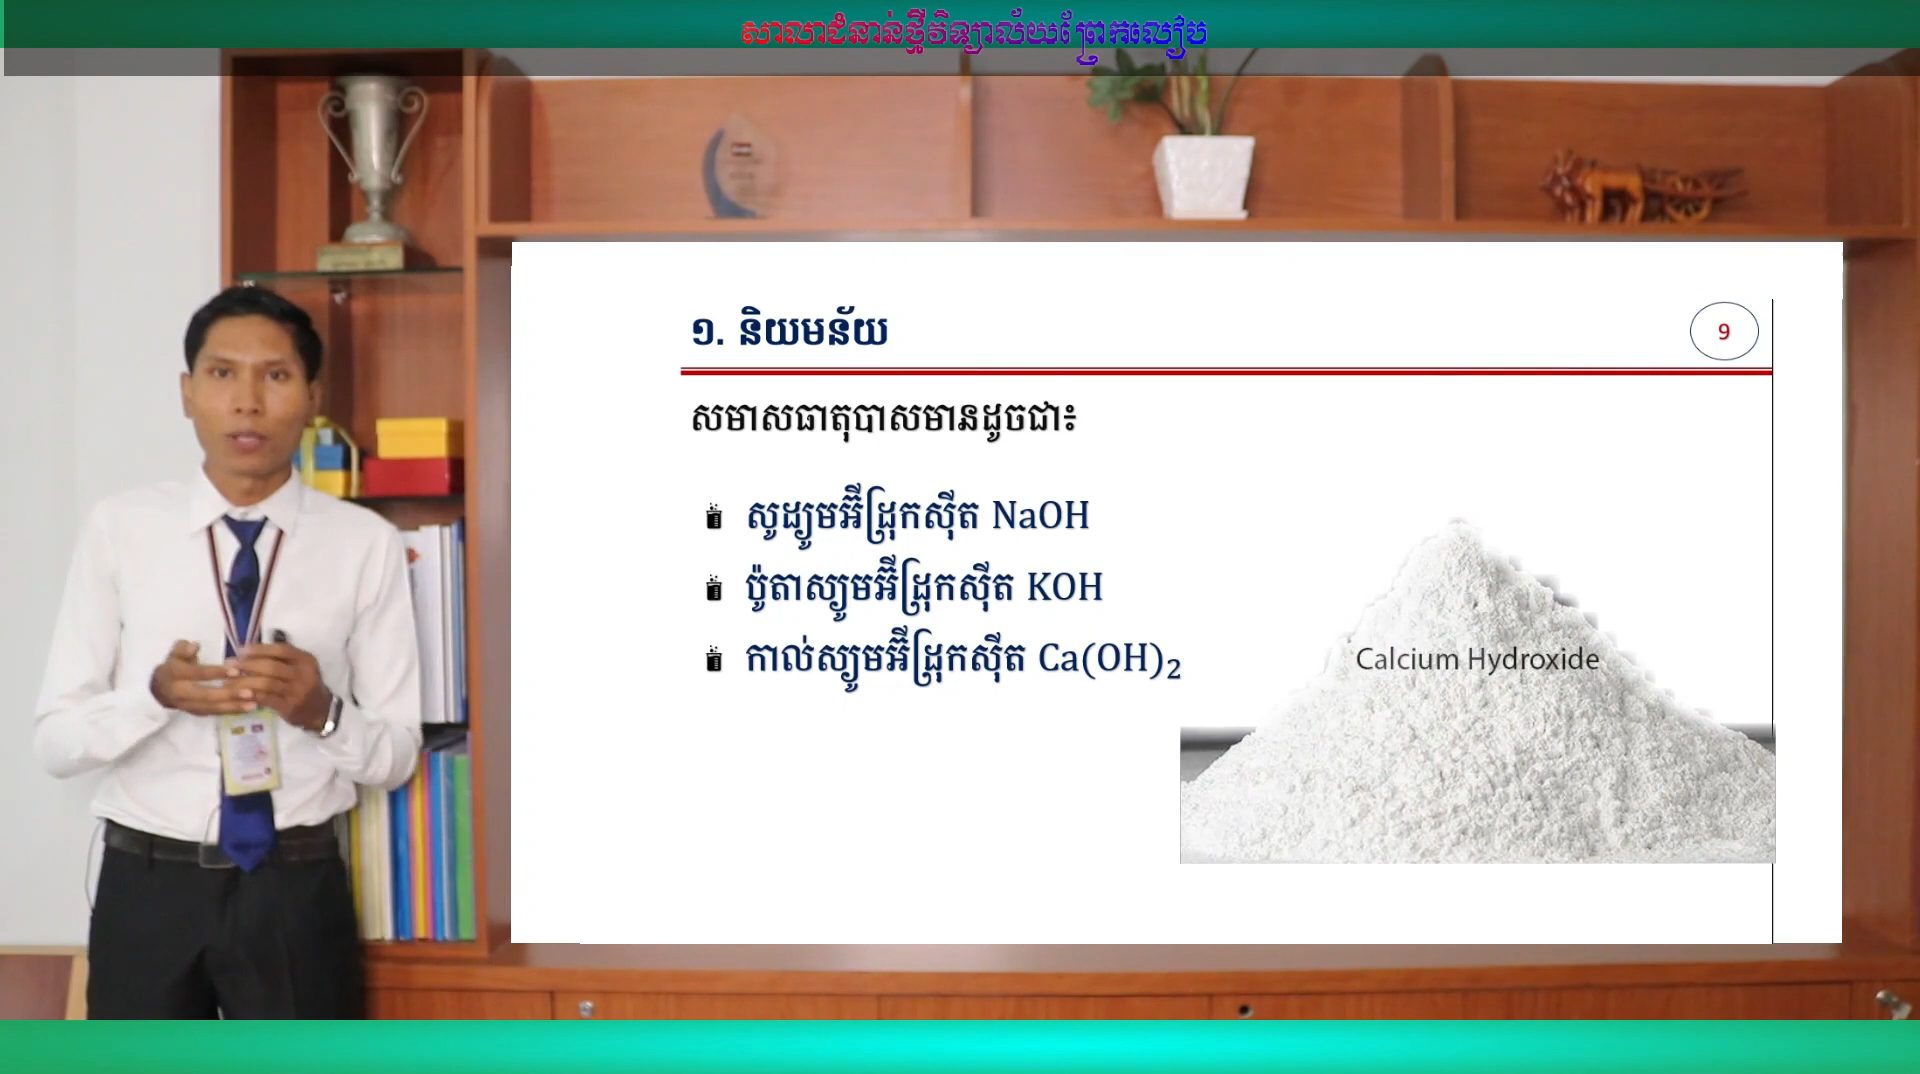 សាលាជំនាន់ថ្មីវិទ្យាល័យព្រែកលៀប
១. និយមន័យ
9
សមាសធាតុបាសមានដូចជា៖
សូដ្យូមអ៊ីដ្រុកស៊ីត NaOH
ប៉ូតាស្យូមអ៊ីដ្រុកស៊ីត KOH
កាល់ស្យូមអ៊ីដ្រុកស៊ីត Ca(OH)₂
Calcium Hydroxide